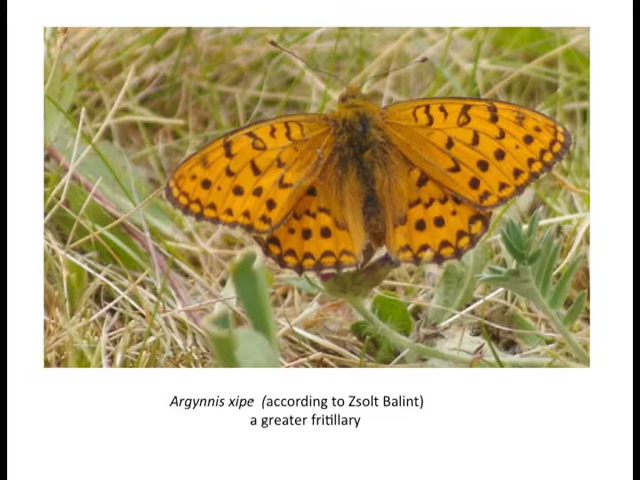 Argynnis xipe (according to Zsolt Balint)
a greater fritillary